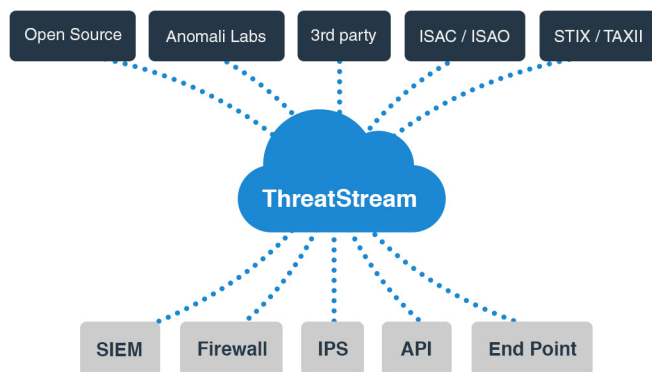 Open Source
Anomali Labs
3rd party
ISAC / ISAO
STIX / TAXII
ThreatStream
SIEM
Firewall
IPS
API
End Point